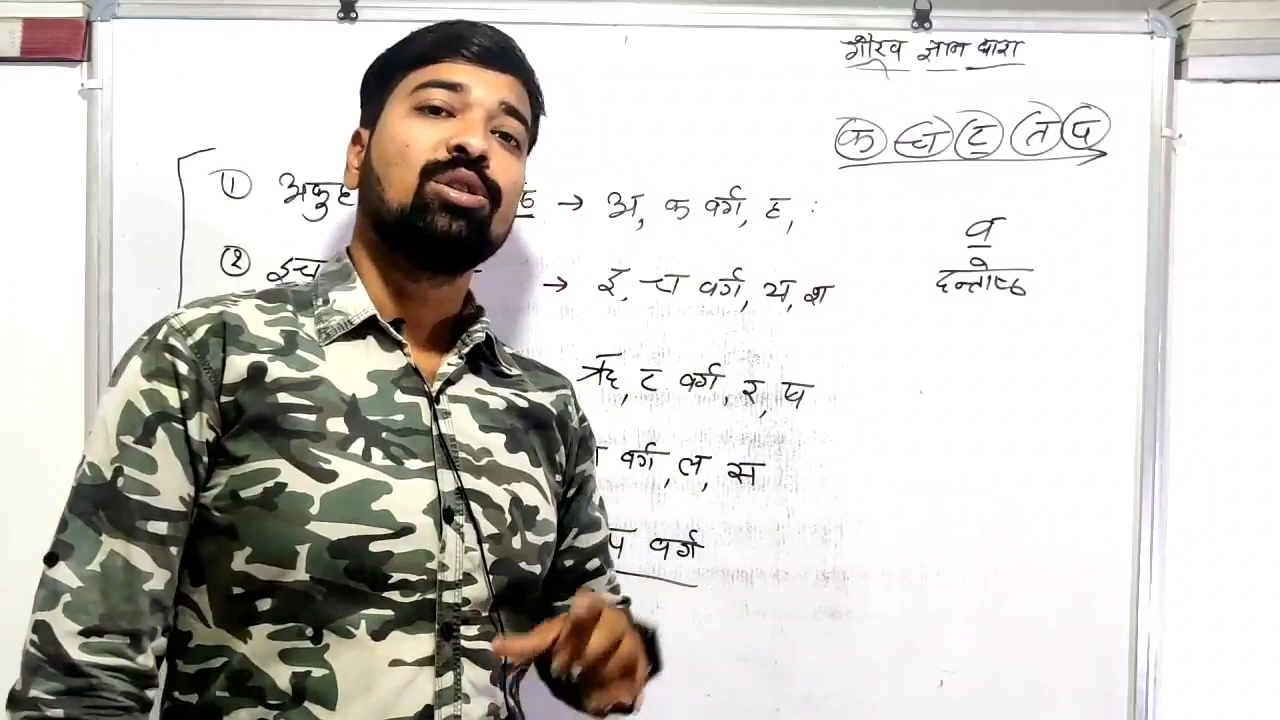 गौरव ज्ञान धारा
क च ट त प
① अकुह → अ, क वर्ग, ह, :
② इच → इ, च वर्ग, य, श
व
दन्तोष्ठ
ऋ, ट वर्ग, र, ष
वर्ग, ल, स
प वर्ग